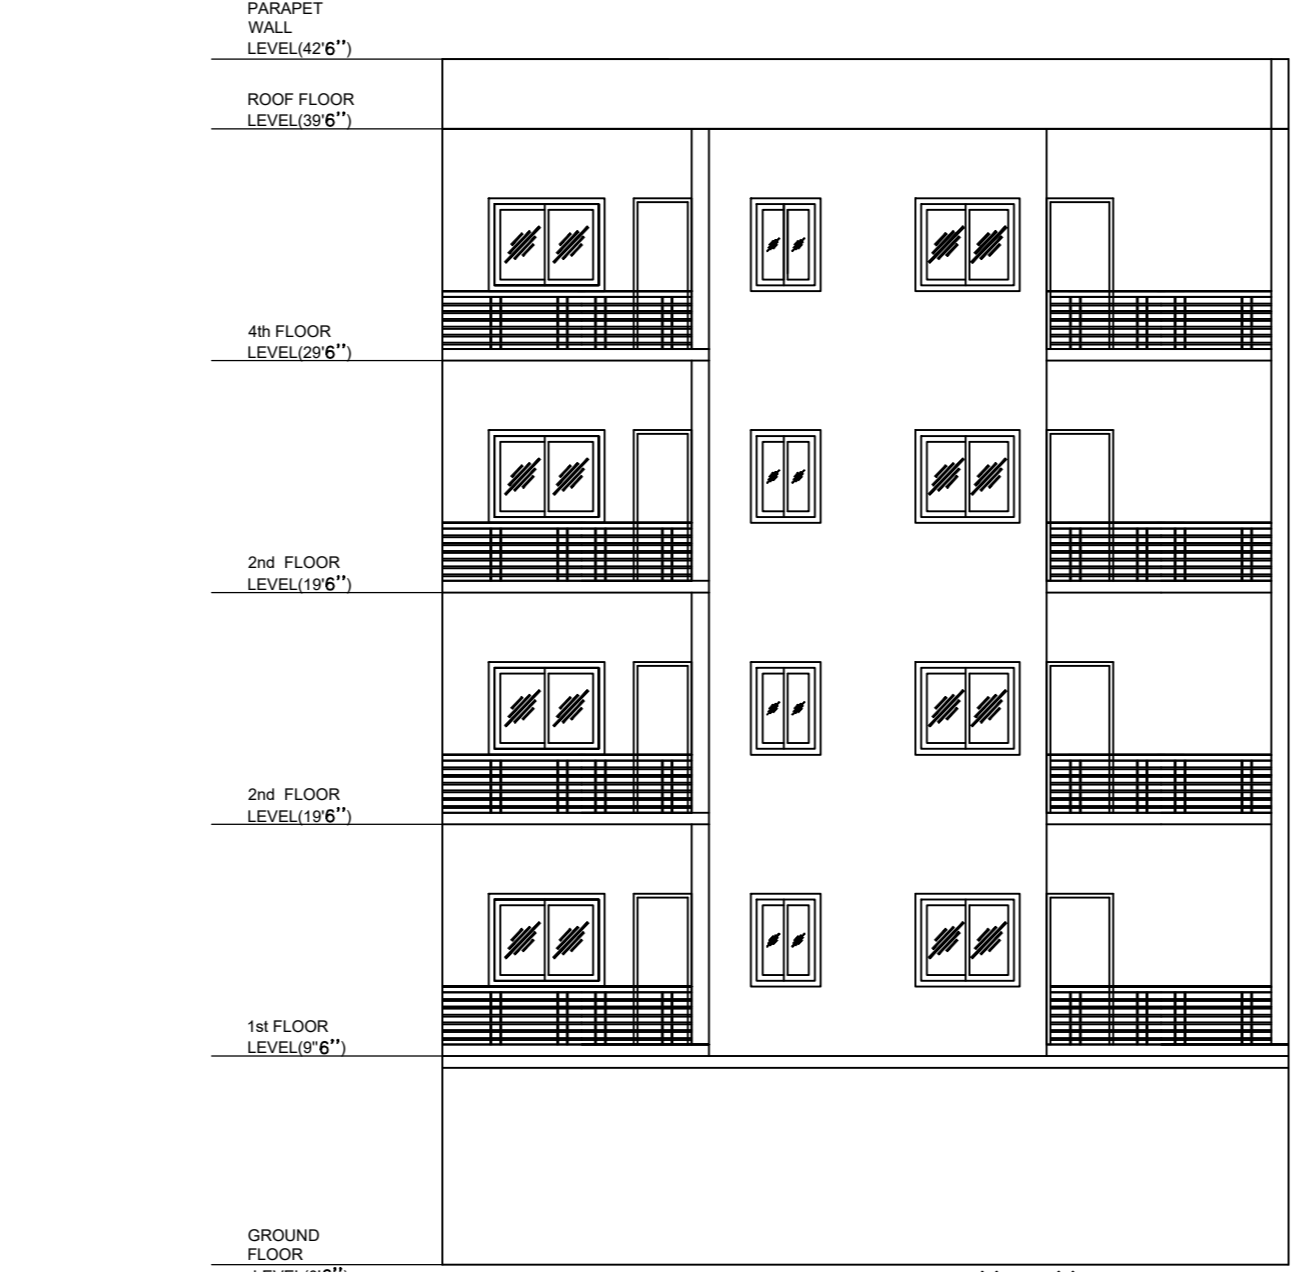 PARAPET
WALL
LEVEL(42'6'')
ROOF FLOOR
LEVEL(39'6'')
4th FLOOR
LEVEL(29'6'')
2nd FLOOR
LEVEL(19'6'')
2nd FLOOR
LEVEL(19'6'')
1st FLOOR
LEVEL(9"6'')
GROUND
FLOOR